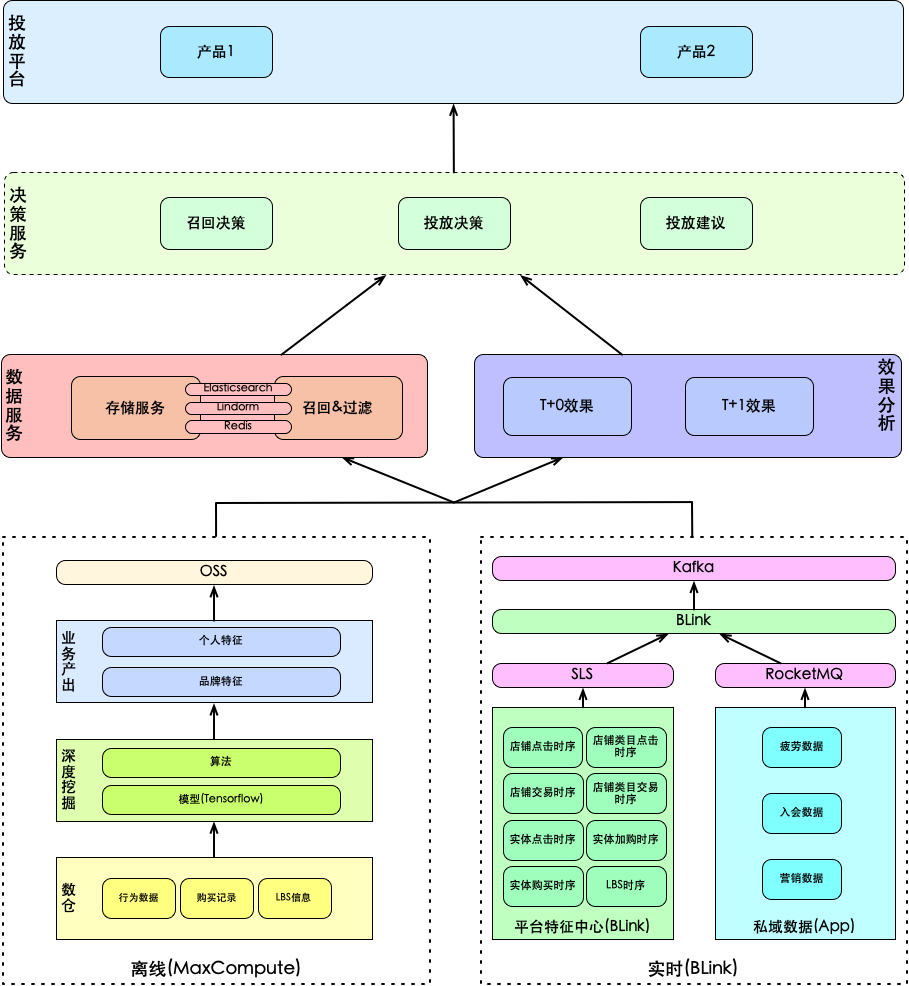 投放平台
产品1
产品2
决策服务
召回决策
投放决策
投放建议
数据服务
存储服务
Elasticsearch
Lindorm
Redis
召回&过滤
T+0效果
T+1效果
效果分析
OSS
业务产出
个人特征
品牌特征
深度挖掘
算法
模型(Tensorflow)
数仓
行为数据
购买记录
LBS信息
离线(MaxCompute)
Kafka
BLink
SLS
RocketMQ
店铺点击时序
店铺类目点击
时序
店铺交易时序
店铺类目交易
时序
实体点击时序
实体加购时序
实体购买时序
LBS时序
平台特征中心(BLink)
疲劳数据
入会数据
营销数据
私域数据(App)
实时(BLink)